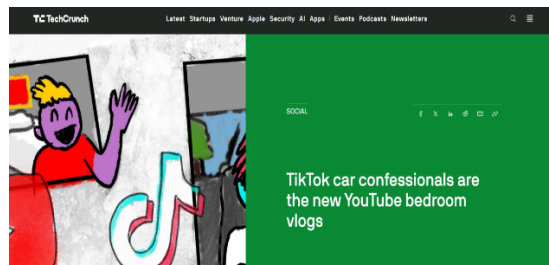 TechCrunch
Latest Startups Venture Apple Security AI Apps | Events Podcasts Newsletters
SOCIAL
TikTok car confessionals are
the new YouTube bedroom
vlogs